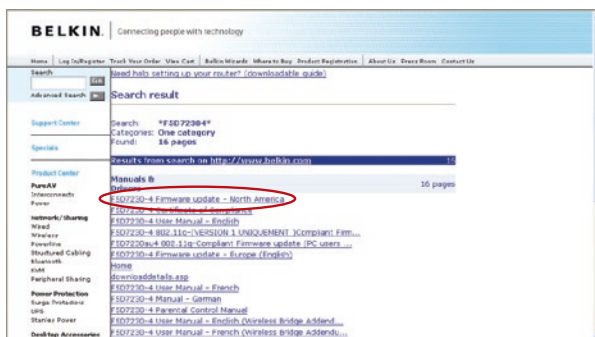 BELKIN. Connecting people with technology
Home Log In/Register Track Your Order View Cart Belkin Wizards Where to Buy Product Registration About Us Press Room Contact Us
Search
Need help setting up your router? (downloadable guide)
Advanced Search
Search result
Support Center
Search: *F5D72304*
Categories: One category
Specials
Found: 16 pages
Results from search on http://www.belkin.com 16
Product Center
Manuals & Drivers 16 pages
PureAV
Interconnects
Power
F5D7230-4 Firmware update - North America
F5D7230-4 Certificate of Compliance
Network/Sharing
F5D7230-4 User Manual - English
Wired
F5D7230-4 802.11g-(VERSION 1 UNIQUEMENT )Compliant Firm...
Wireless
F5D7230au4 802.11g-Compliant Firmware update (PC users ...
Powerline
F5D7230-4 Firmware update - Europe (English)
Structured Cabling
Home
Bluetooth
KVM
downloaddetails.asp
Peripheral Sharing
F5D7230-4 User Manual - French
Power Protection
F5D7230-4 Manual - German
Surge Protectors
F5D7230-4 Parental Control Manual
UPS
F5D7230-4 User Manual - English (Wireless Bridge Addend...
Stanley Power
F5D7230-4 User Manual - French (Wireless Bridge Addendu...
Desktop Accessories